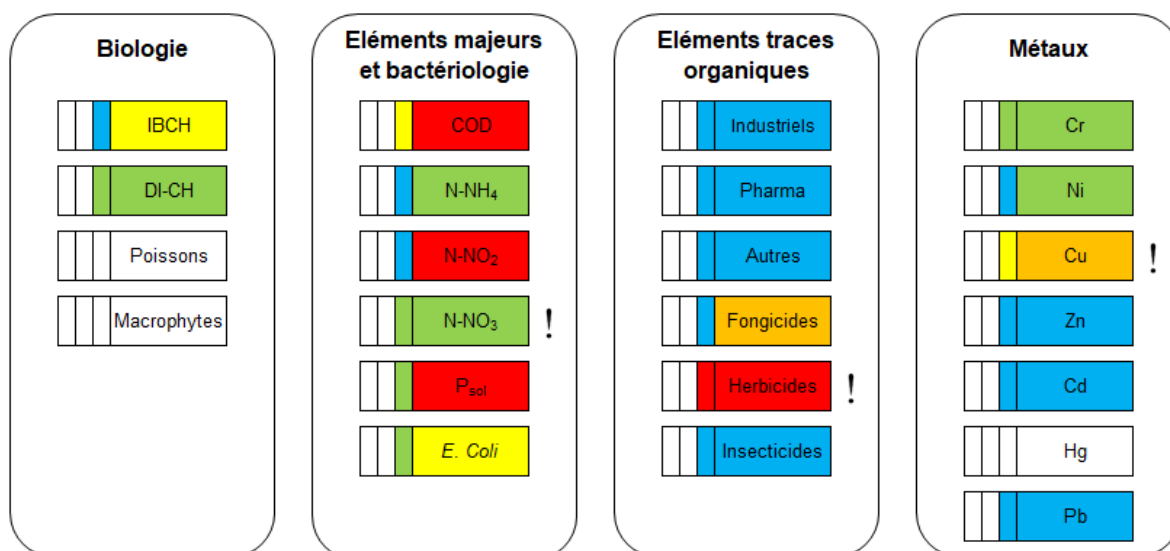 Biologie
IBCH
DI-CH
Poissons
Macrophytes
Eléments majeurs
et bactériologie
COD
N-NH₄
N-NO₂
N-NO₃ !
Pₛₒₗ
E. Coli
Eléments traces
organiques
Industriels
Pharma
Autres
Fongicides
Herbicides !
Insecticides
Métaux
Cr
Ni
Cu !
Zn
Cd
Hg
Pb